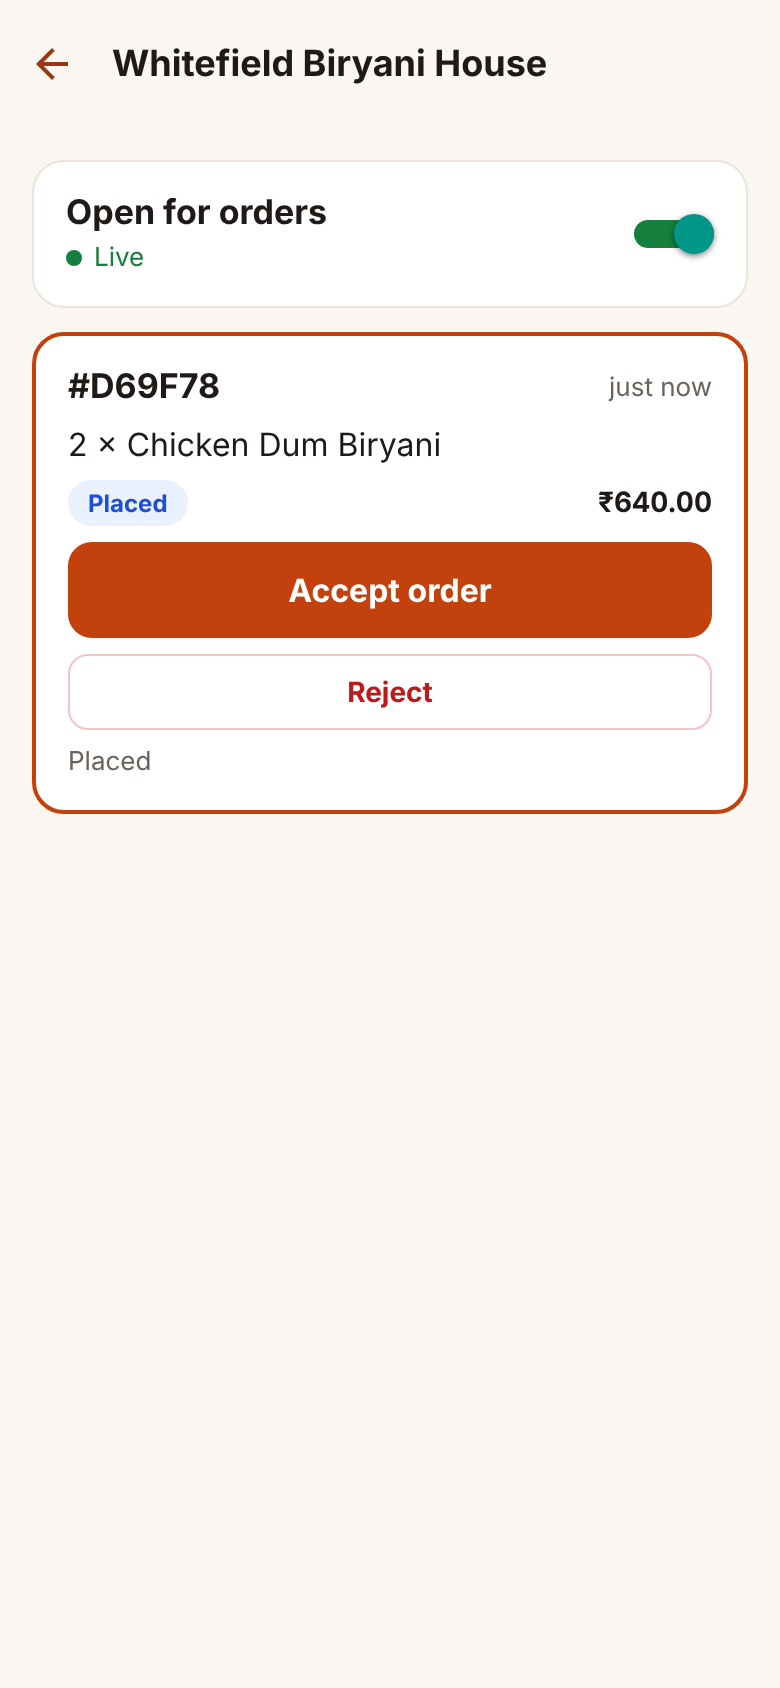 Whitefield Biryani House
Open for orders
Live
#D69F78
just now
2 × Chicken Dum Biryani
Placed
₹640.00
Accept order
Reject
Placed